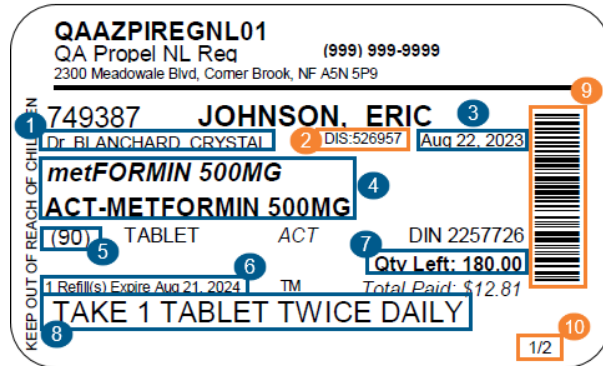 QAAZPIREGNL01
QA Propel NL Reg (999) 999-9999
2300 Meadowale Blvd, Corner Brook, NF A5N 5P9
9
3
749387 JOHNSON, ERIC
1 Dr. BLANCHARD, CRYSTAL 2 DIS:526957 Aug 22, 2023
metFORMIN 500MG
4
ACT-METFORMIN 500MG
(90) TABLET ACT DIN 2257726
5
7
Qty Left: 180.00
6
1 Refill(s) Expire Aug 21, 2024 TM Total Paid: $12.81
TAKE 1 TABLET TWICE DAILY
8
10
1/2
KEEP OUT OF REACH OF CHILDREN